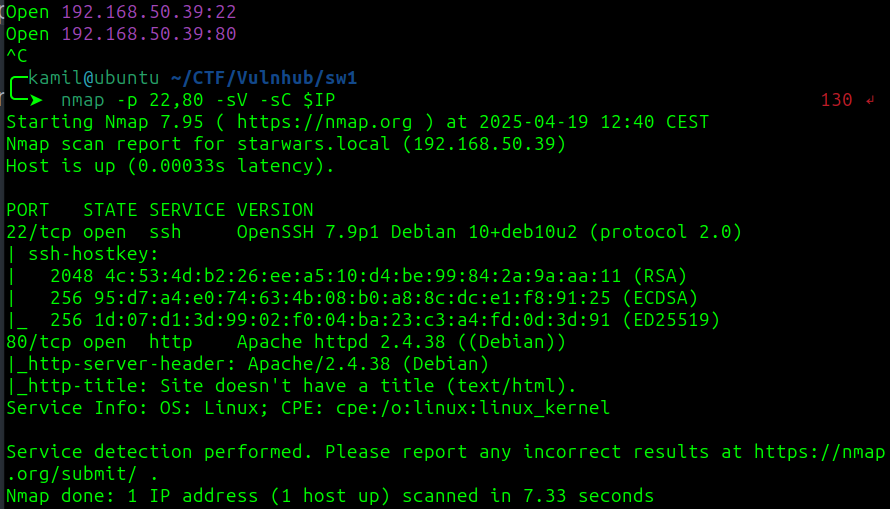 Open 192.168.50.39:22
Open 192.168.50.39:80
^C
kamil@ubuntu ~/CTF/Vulnhub/sw1
➤ nmap -p 22,80 -sV -sC $IP 130 ↲
Starting Nmap 7.95 ( https://nmap.org ) at 2025-04-19 12:40 CEST
Nmap scan report for starwars.local (192.168.50.39)
Host is up (0.00033s latency).

PORT   STATE SERVICE VERSION
22/tcp open  ssh     OpenSSH 7.9p1 Debian 10+deb10u2 (protocol 2.0)
| ssh-hostkey:
|   2048 4c:53:4d:b2:26:ee:a5:10:d4:be:99:84:2a:9a:aa:11 (RSA)
|   256 95:d7:a4:e0:74:63:4b:08:b0:a8:8c:dc:e1:f8:91:25 (ECDSA)
|_  256 1d:07:d1:3d:99:02:f0:04:ba:23:c3:a4:fd:0d:3d:91 (ED25519)
80/tcp open  http    Apache httpd 2.4.38 ((Debian))
|_http-server-header: Apache/2.4.38 (Debian)
|_http-title: Site doesn't have a title (text/html).
Service Info: OS: Linux; CPE: cpe:/o:linux:linux_kernel

Service detection performed. Please report any incorrect results at https://nmap
.org/submit/ .
Nmap done: 1 IP address (1 host up) scanned in 7.33 seconds